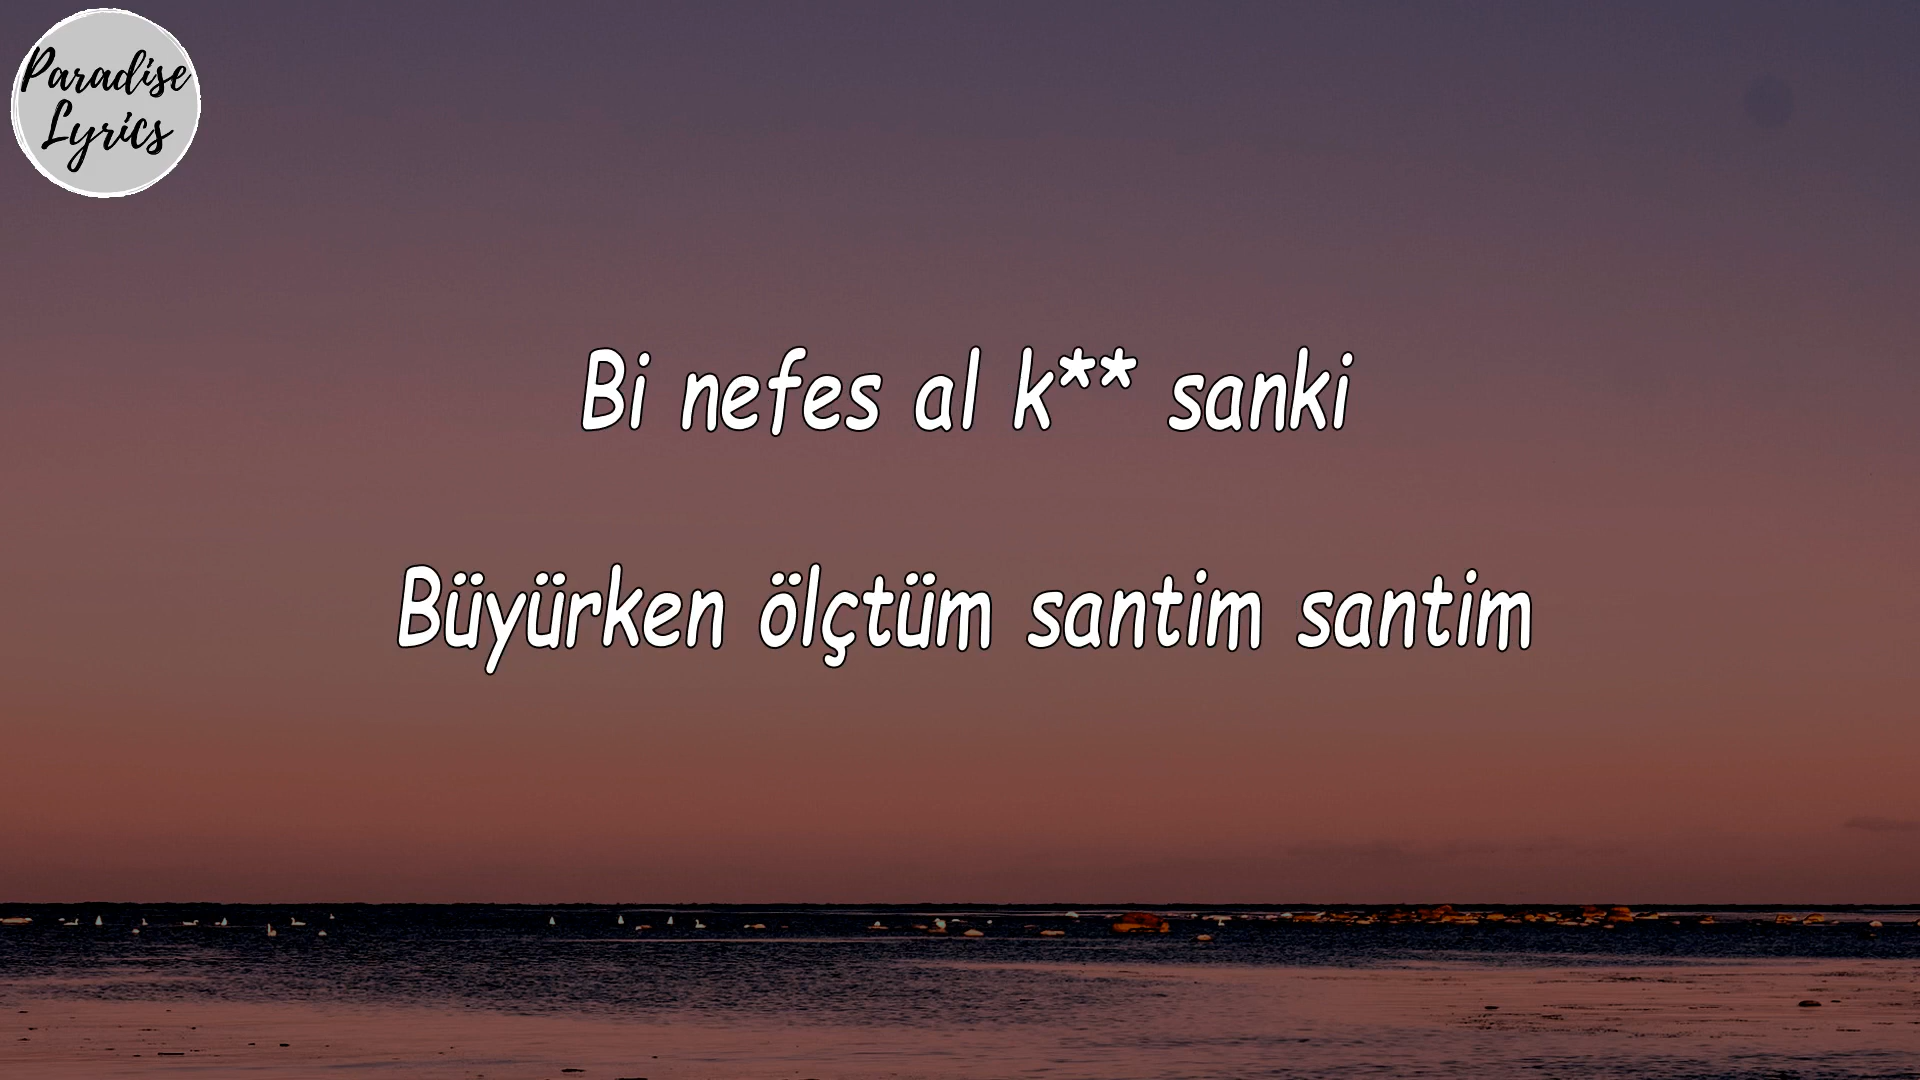 Paradise
Lyrics
Bi nefes al k** sanki
Büyürken ölçtüm santim santim